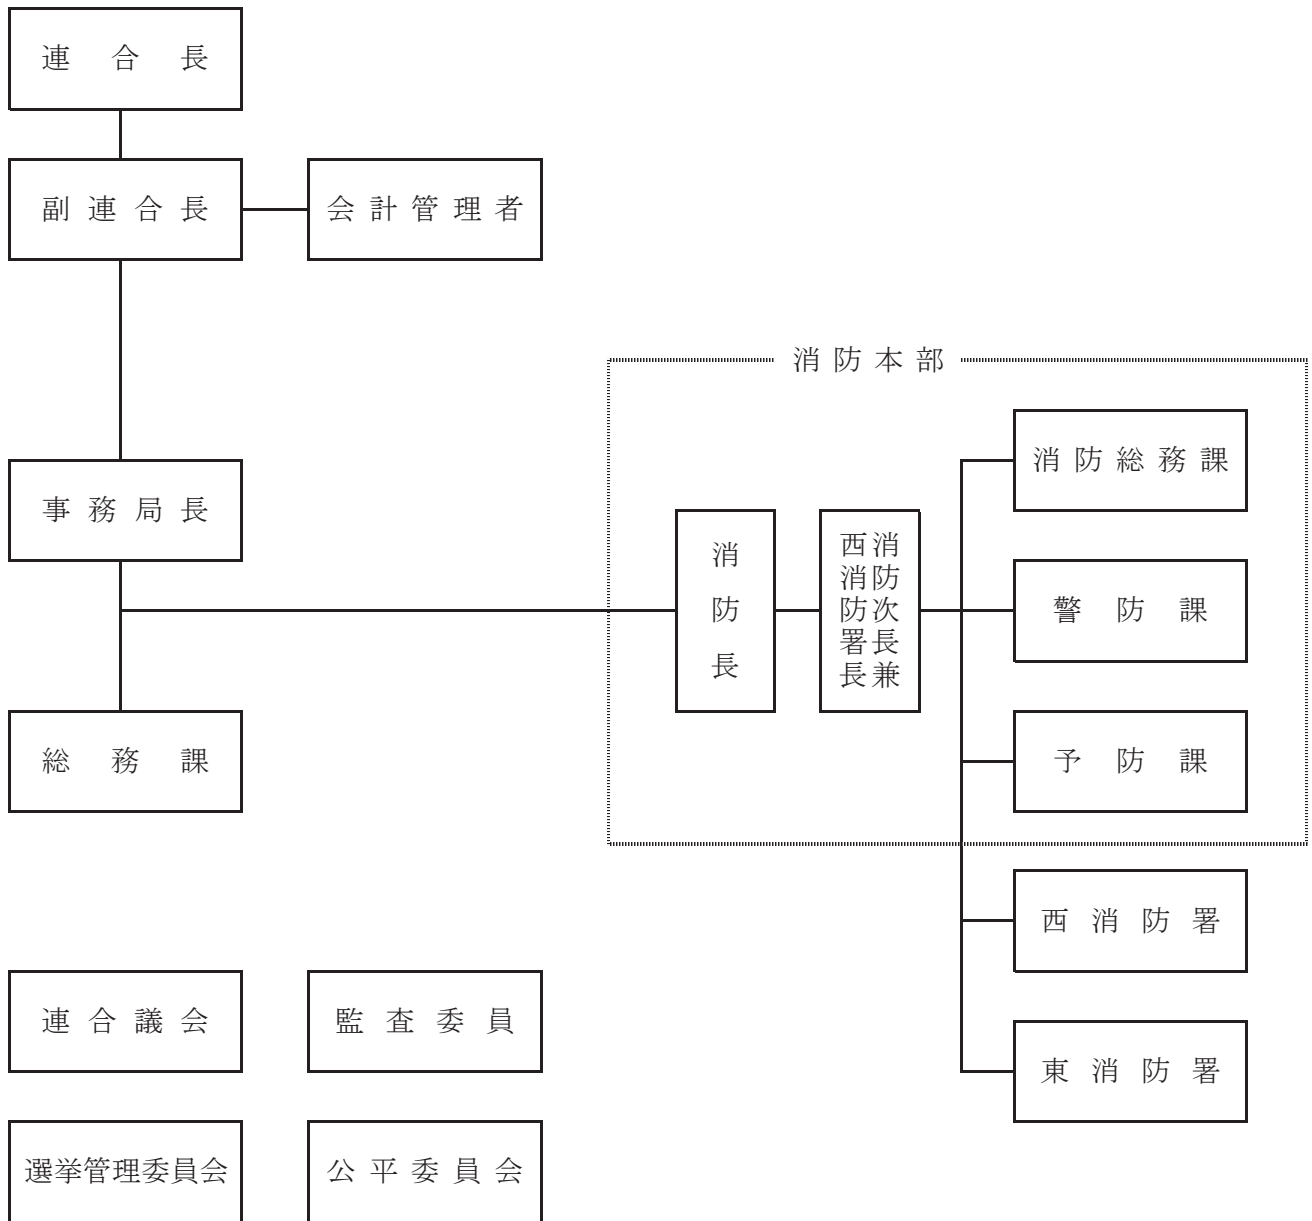 連合長
副連合長
会計管理者
事務局長
総務課
消防本部
消防長
消防次長兼
西消防署長
消防総務課
警防課
予防課
西消防署
東消防署
連合議会
監査委員
選挙管理委員会
公平委員会